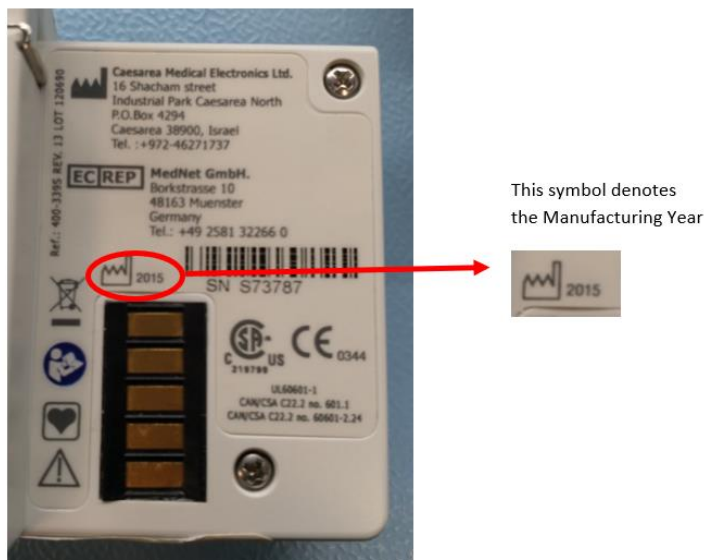 Caesarea Medical Electronics Ltd.
16 Shacham street
Industrial Park Caesarea North
P.O.Box 4294
Caesarea 38900, Israel
Tel. :+972-46271737
EC REP
MedNet GmbH.
Borkstrasse 10
48163 Muenster
Germany
Tel.: +49 2581 32266 0
Ref.: 400-3395 REV. 13 LOT 120690
2015
SN S73787
C SA US
219798
CE 0344
UL60601-1
CAN/CSA C22.2 no. 601.1
CAN/CSA C22.2 no. 60601-2.24
This symbol denotes
the Manufacturing Year
2015